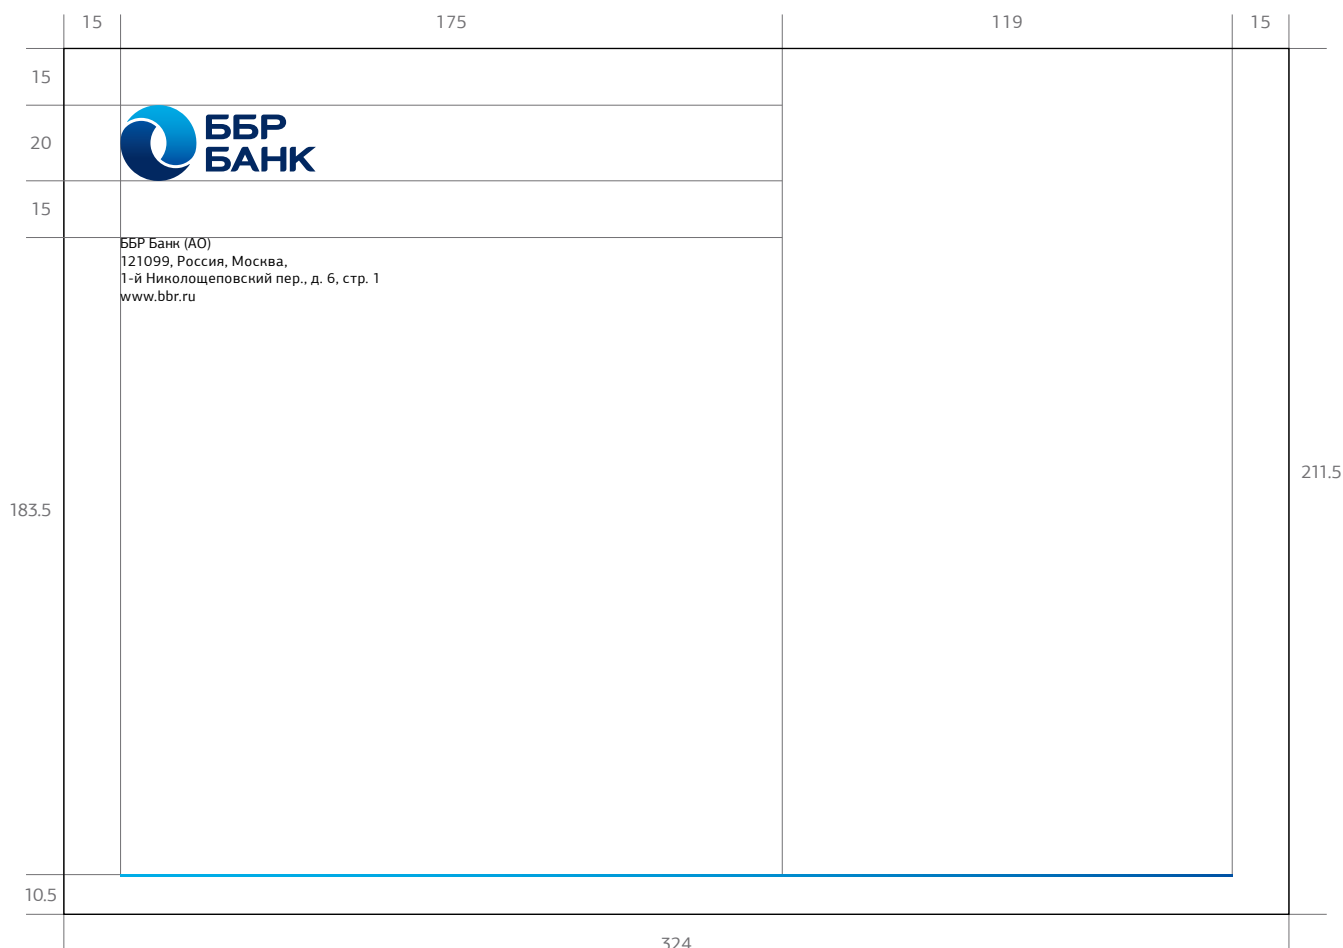 15 175 119 15
15
20
ББР
БАНК
15
ББР Банк (АО)
121099, Россия, Москва,
1-й Николощеповский пер., д. 6, стр. 1
www.bbr.ru
211.5
183.5
10.5
324